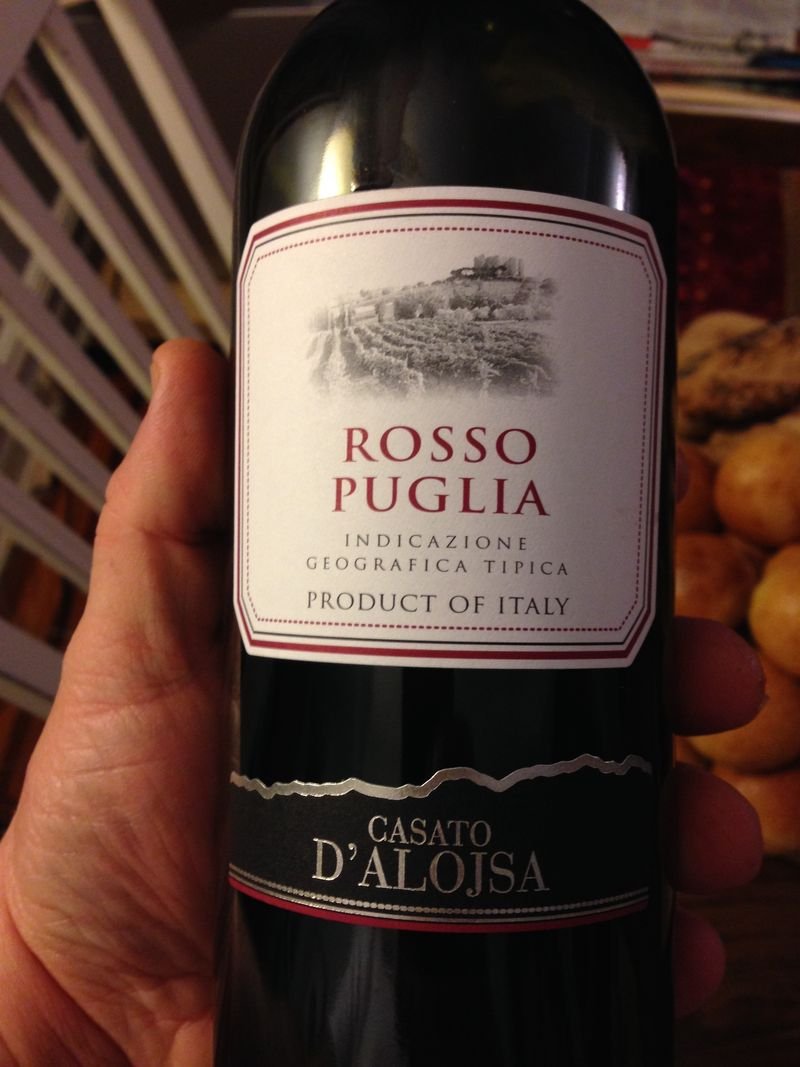 ROSSO
PUGLIA
INDICAZIONE
GEOGRAFICA TIPICA
PRODUCT OF ITALY
CASATO
D'ALOJSA